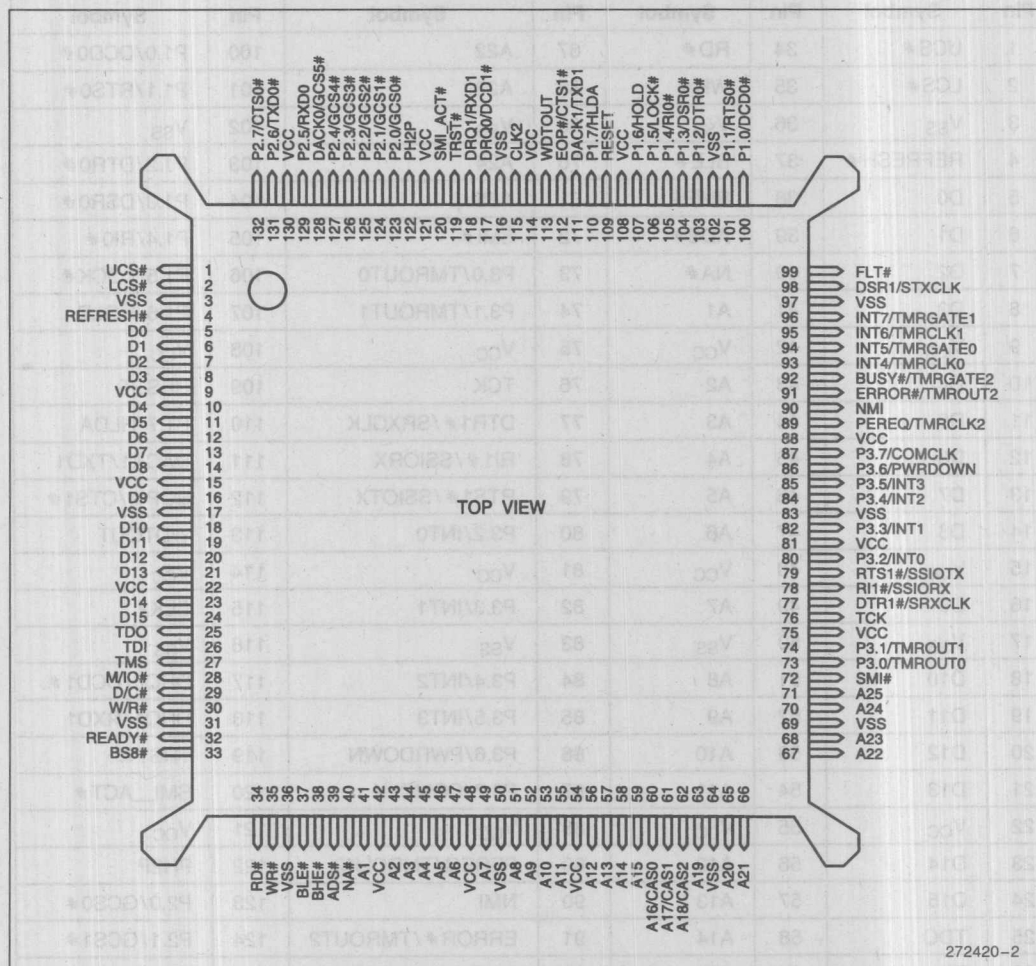 P2.7/CTS0#
P2.6/TXD0#
VCC
P2.5/RXD0
DACK0/GCS5#
P2.4/GCS4#
P2.3/GCS3#
P2.2/GCS2#
P2.1/GCS1#
P2.0/GCS0#
PH2P
VCC
SMI_ACT#
TRST#
DRQ1/RXD1
DRQ0/DCD1#
VSS
CLK2
VCC
WDTOUT
EOP#/CTS1#
DACK1/TXD1
P1.7/HLDA
RESET
VCC
P1.6/HOLD
P1.5/LOCK#
P1.4/RI0#
P1.3/DSR0#
P1.2/DTR0#
VSS
P1.1/RTS0#
P1.0/DCD0#
132 131 130 129 128 127 126 125 124 123 122 121 120 119 118 117 116 115 114 113 112 111 110 109 108 107 106 105 104 103 102 101 100
UCS# 1
LCS# 2
VSS 3
REFRESH# 4
D0 5
D1 6
D2 7
D3 8
VCC 9
D4 10
D5 11
D6 12
D7 13
D8 14
VCC 15
D9 16
VSS 17
D10 18
D11 19
D12 20
D13 21
VCC 22
D14 23
D15 24
TDO 25
TDI 26
TMS 27
M/IO# 28
D/C# 29
W/R# 30
VSS 31
READY# 32
BS8# 33
TOP VIEW
99 FLT#
98 DSR1/STXCLK
97 VSS
96 INT7/TMRGATE1
95 INT6/TMRCLK1
94 INT5/TMRGATE0
93 INT4/TMRCLK0
92 BUSY#/TMRGATE2
91 ERROR#/TMROUT2
90 NMI
89 PEREQ/TMRCLK2
88 VCC
87 P3.7/COMCLK
86 P3.6/PWRDOWN
85 P3.5/INT3
84 P3.4/INT2
83 VSS
82 P3.3/INT1
81 VCC
80 P3.2/INT0
79 RTS1#/SSIOTX
78 RI1#/SSIORX
77 DTR1#/SRXCLK
76 TCK
75 VCC
74 P3.1/TMROUT1
73 P3.0/TMROUT0
72 SMI#
71 A25
70 A24
69 VSS
68 A23
67 A22
34 35 36 37 38 39 40 41 42 43 44 45 46 47 48 49 50 51 52 53 54 55 56 57 58 59 60 61 62 63 64 65 66
RD#
WR#
VSS
BLE#
BHE#
ADS#
NA#
A1
VCC
A2
A3
A4
A5
A6
VCC
A7
VSS
A8
A9
A10
A11
VCC
A12
A13
A14
A15
A16/CAS0
A17/CAS1
A18/CAS2
A19
VSS
A20
A21
272420-2